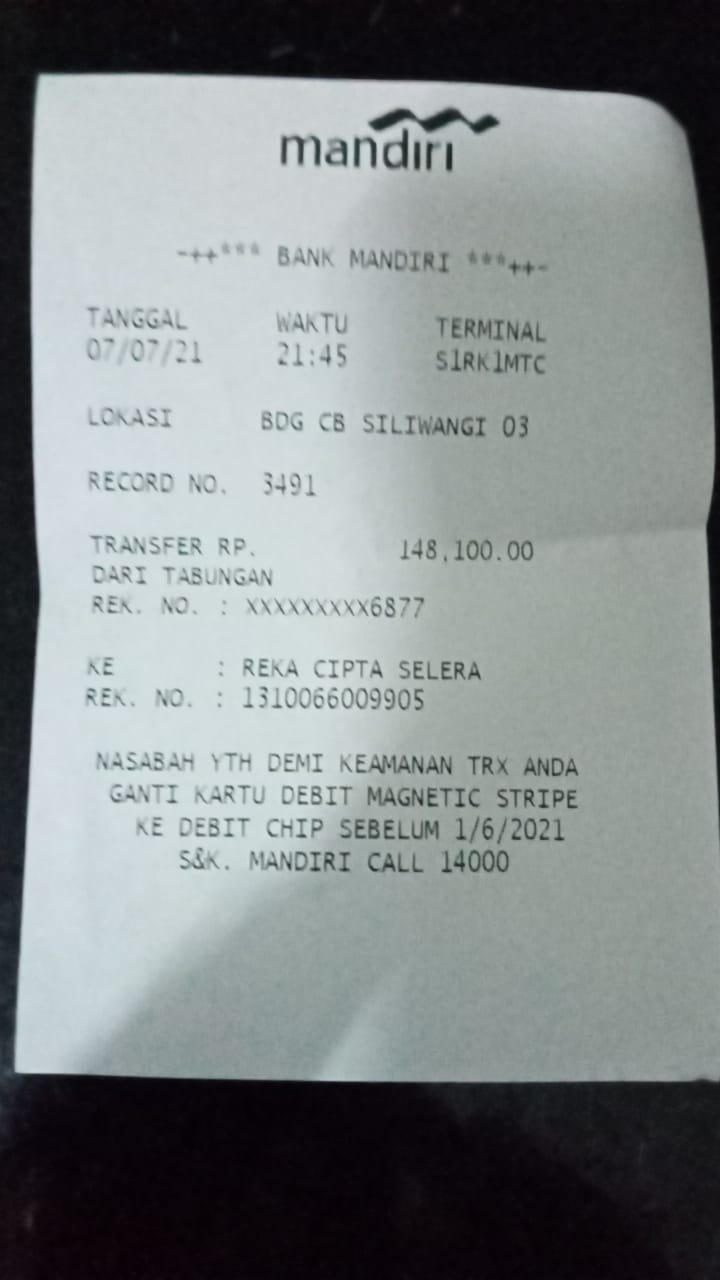 mandiri
-++*** BANK MANDIRI ***++-
TANGGAL WAKTU TERMINAL
07/07/21 21:45 S1RK1MTC
LOKASI BDG CB SILIWANGI 03
RECORD NO. 3491
TRANSFER RP. 148,100.00
DARI TABUNGAN
REK. NO. : XXXXXXXXX6877
KE : REKA CIPTA SELERA
REK. NO. : 1310066009905
NASABAH YTH DEMI KEAMANAN TRX ANDA
GANTI KARTU DEBIT MAGNETIC STRIPE
KE DEBIT CHIP SEBELUM 1/6/2021
S&K. MANDIRI CALL 14000